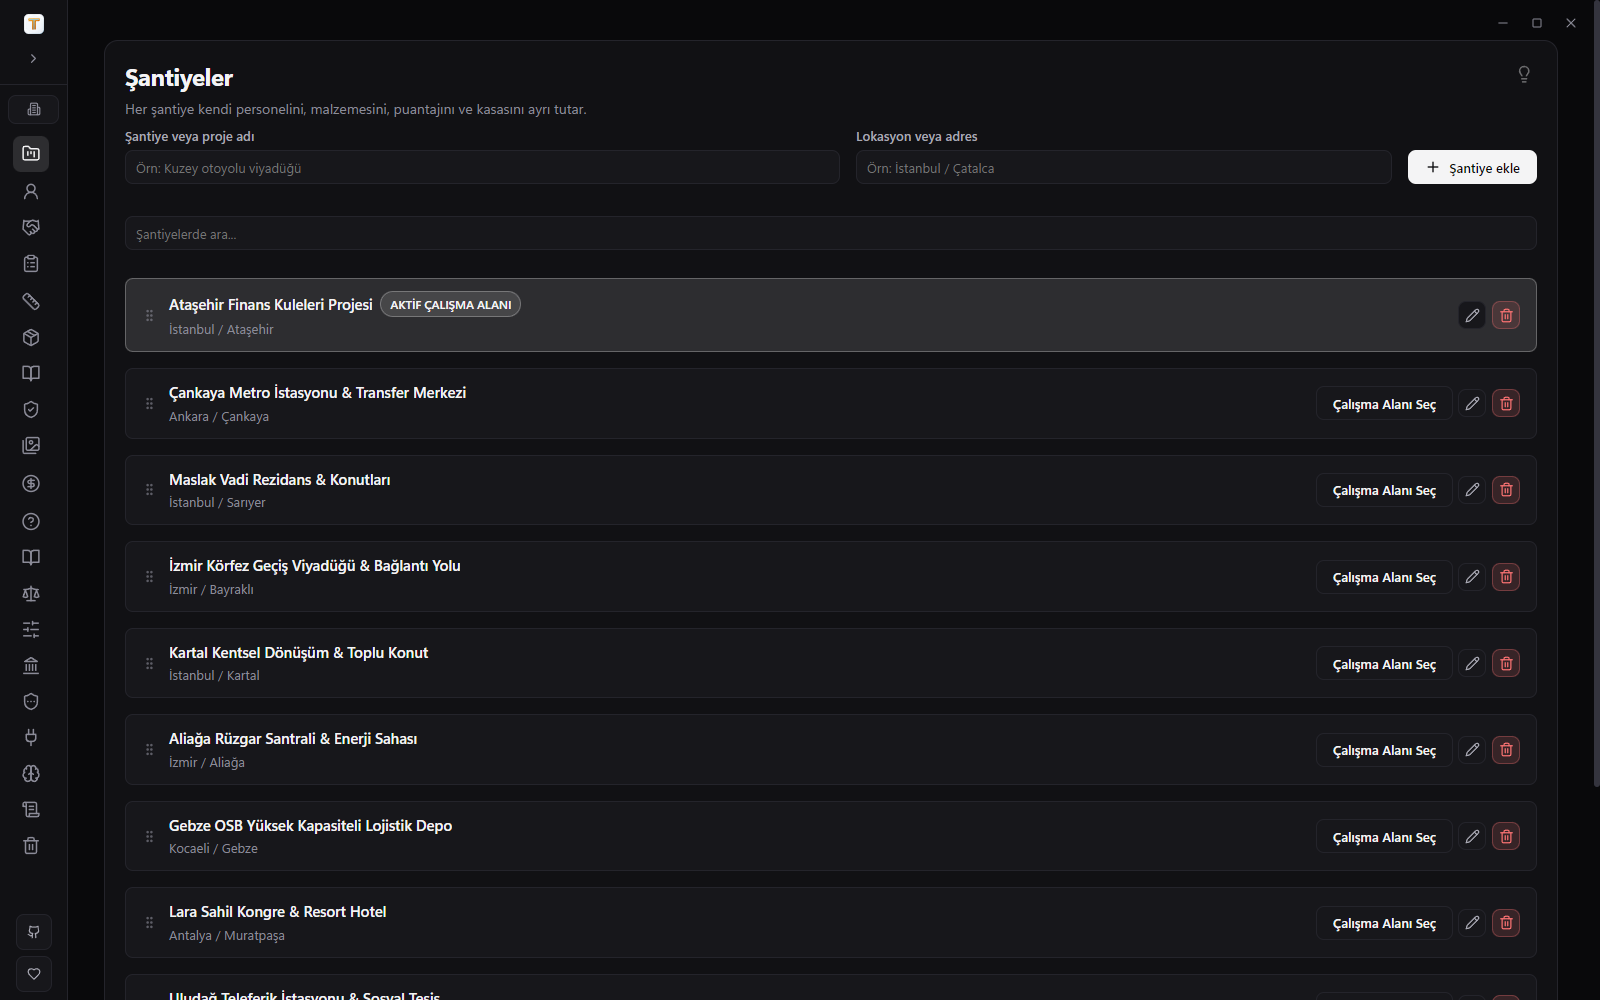 T
Şantiyeler
Her şantiye kendi personelini, malzemesini, puantajını ve kasasını ayrı tutar.
Şantiye veya proje adı
Lokasyon veya adres
Örn: Kuzey otoyolu viyadüğü
Örn: İstanbul / Çatalca
Şantiye ekle
Şantiyelerde ara...
Ataşehir Finans Kuleleri Projesi AKTİF ÇALIŞMA ALANI
İstanbul / Ataşehir
Çankaya Metro İstasyonu & Transfer Merkezi
Ankara / Çankaya
Çalışma Alanı Seç
Maslak Vadi Rezidans & Konutları
İstanbul / Sarıyer
Çalışma Alanı Seç
İzmir Körfez Geçiş Viyadüğü & Bağlantı Yolu
İzmir / Bayraklı
Çalışma Alanı Seç
Kartal Kentsel Dönüşüm & Toplu Konut
İstanbul / Kartal
Çalışma Alanı Seç
Aliağa Rüzgar Santrali & Enerji Sahası
İzmir / Aliağa
Çalışma Alanı Seç
Gebze OSB Yüksek Kapasiteli Lojistik Depo
Kocaeli / Gebze
Çalışma Alanı Seç
Lara Sahil Kongre & Resort Hotel
Antalya / Muratpaşa
Çalışma Alanı Seç
Uludağ Teleferik İstasyonu & Sosyal Tesis